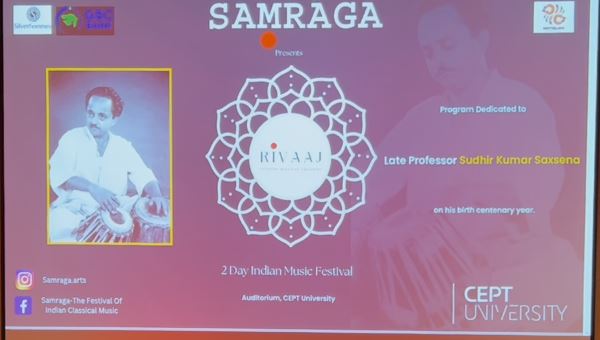 SAMRAGA
Presents
RIVAAJ
2 Day Indian Music Festival
Auditorium, CEPT University
Program Dedicated to
Late Professor Sudhir Kumar Saxsena
on his birth centenary year.
Samraga.arts
Samraga-The Festival Of
Indian Classical Music
CEPT
UNIVERSITY